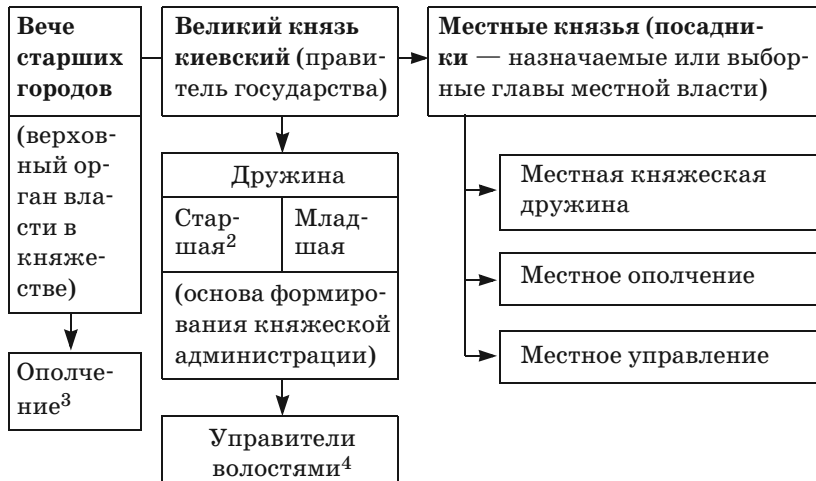 Вече
старших
городов
(верхов-
ный ор-
ган вла-
сти в
княже-
стве)
Ополче-
ние3
Великий князь
киевский (прави-
тель государства)
Дружина
Стар-
шая2
Млад-
шая
(основа формиро-
вания княжеской
администрации)
Управители
волостями4
Местные князья (посадни-
ки — назначаемые или выбор-
ные главы местной власти)
Местная княжеская
дружина
Местное ополчение
Местное управление